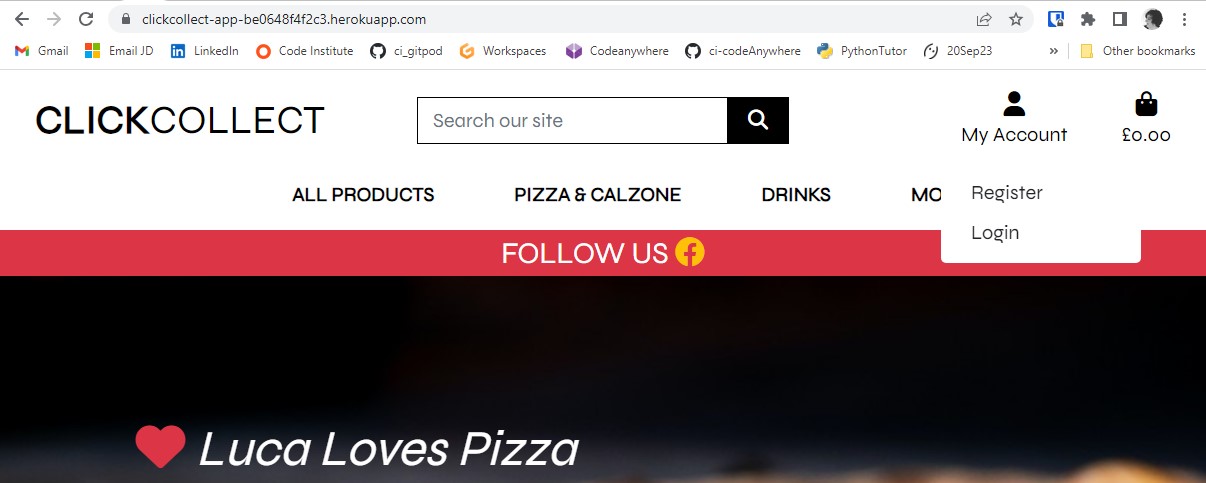 clickcollect-app-be0648f4f2c3.herokuapp.com
Gmail Email JD LinkedIn Code Institute ci_gitpod Workspaces Codeanywhere ci-codeAnywhere PythonTutor 20Sep23 » Other bookmarks
CLICKCOLLECT
Search our site
My Account
£0.00
ALL PRODUCTS PIZZA & CALZONE DRINKS MO
Register
Login
FOLLOW US
Luca Loves Pizza